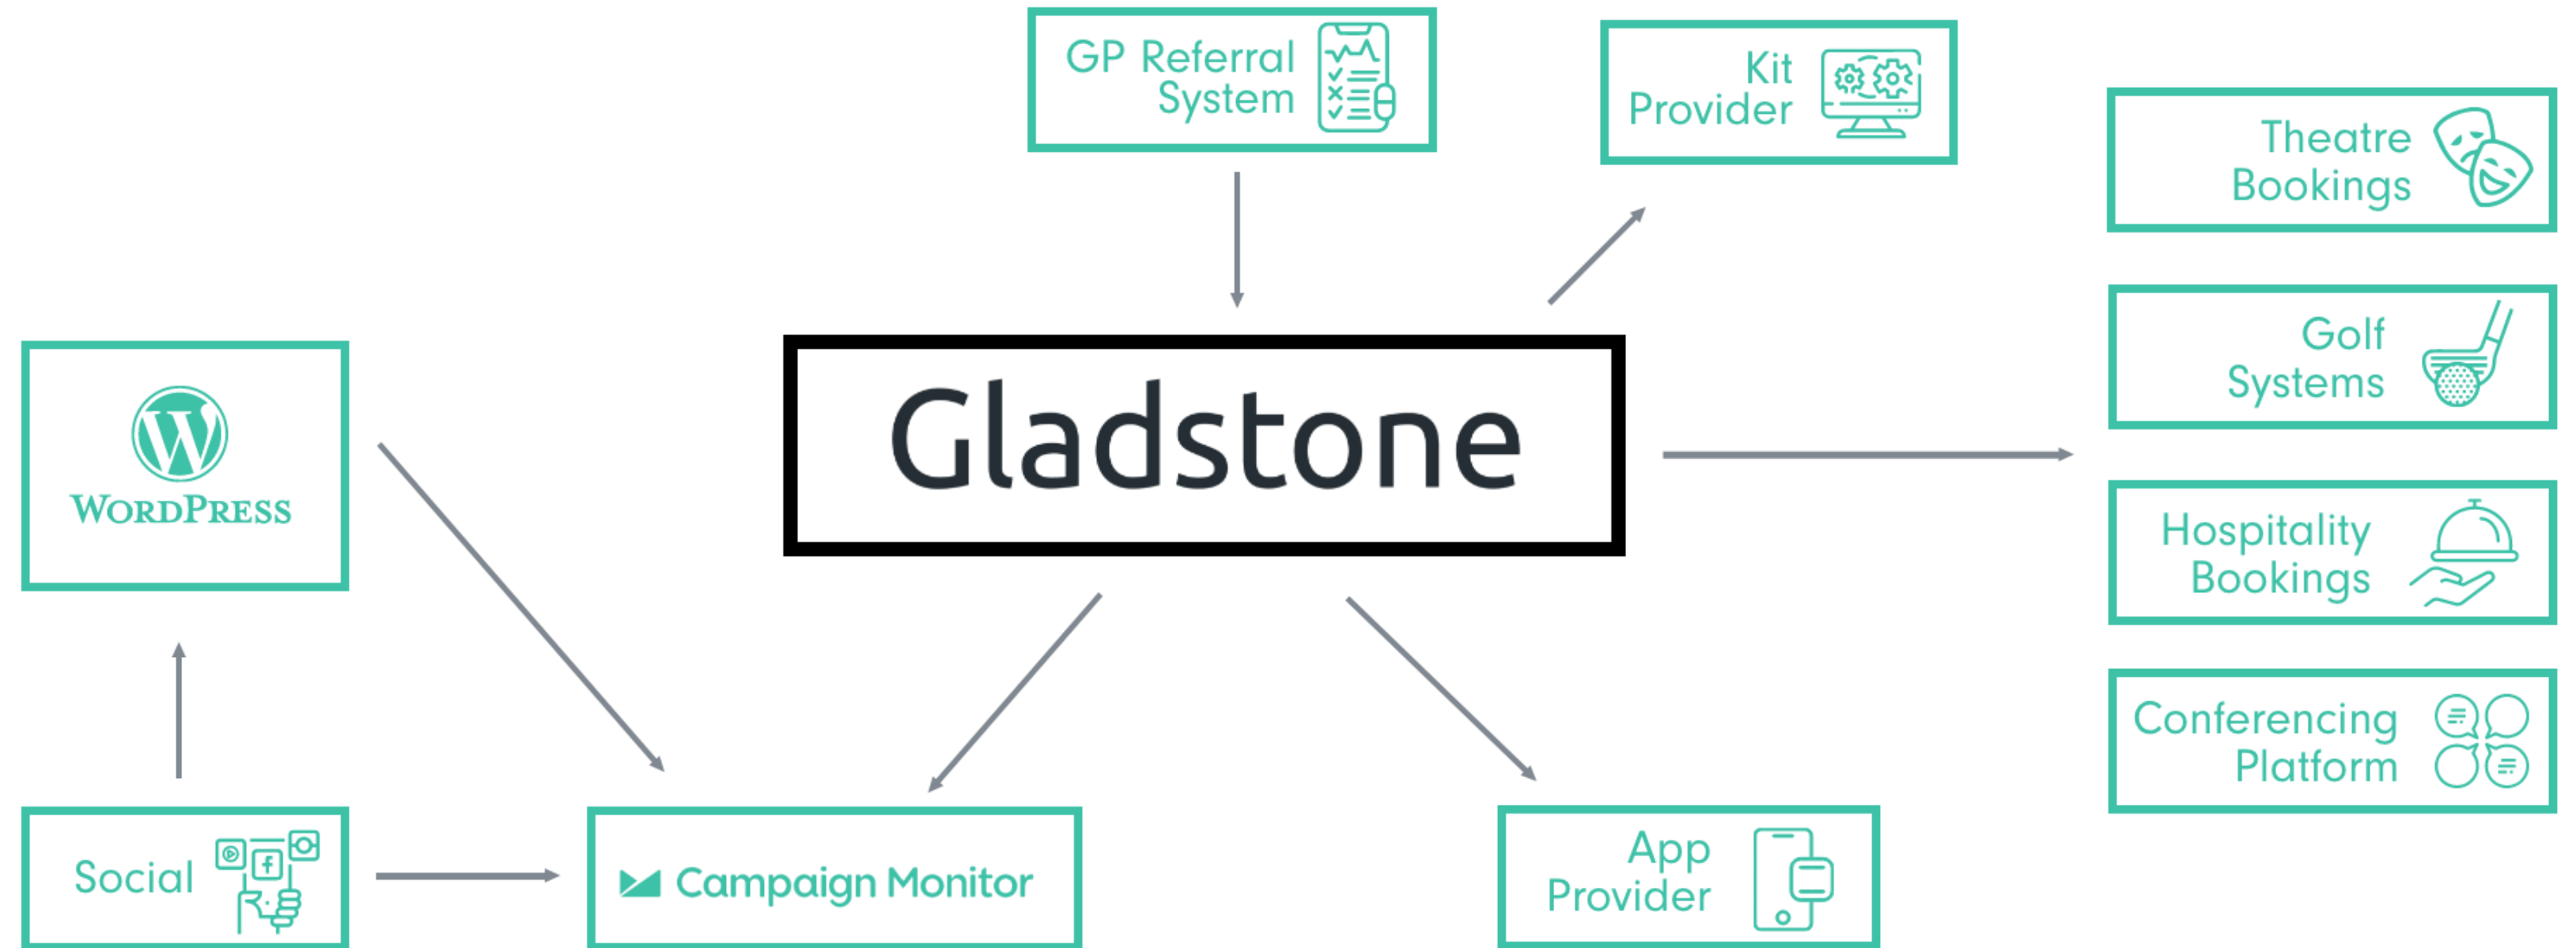 GP Referral
System
Kit
Provider
Theatre
Bookings
Golf
Systems
Gladstone
WORDPRESS
Hospitality
Bookings
Conferencing
Platform
Social
Campaign Monitor
App
Provider